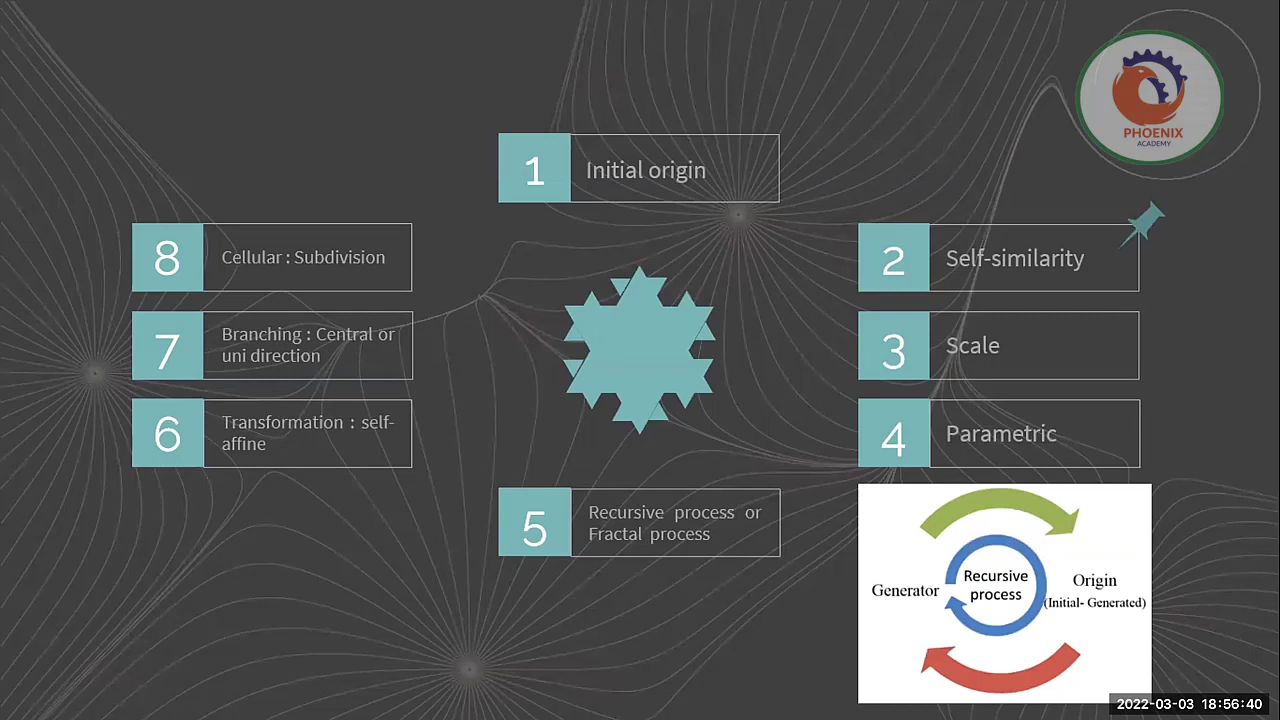 PHOENIX
ACADEMY
1
Initial origin
2
Self-similarity
3
Scale
4
Parametric
5
Recursive process or
Fractal process
6
Transformation : self-
affine
7
Branching : Central or
uni direction
8
Cellular : Subdivision
Generator
Recursive
process
Origin
(Initial- Generated)
2022-03-03 18:56:40